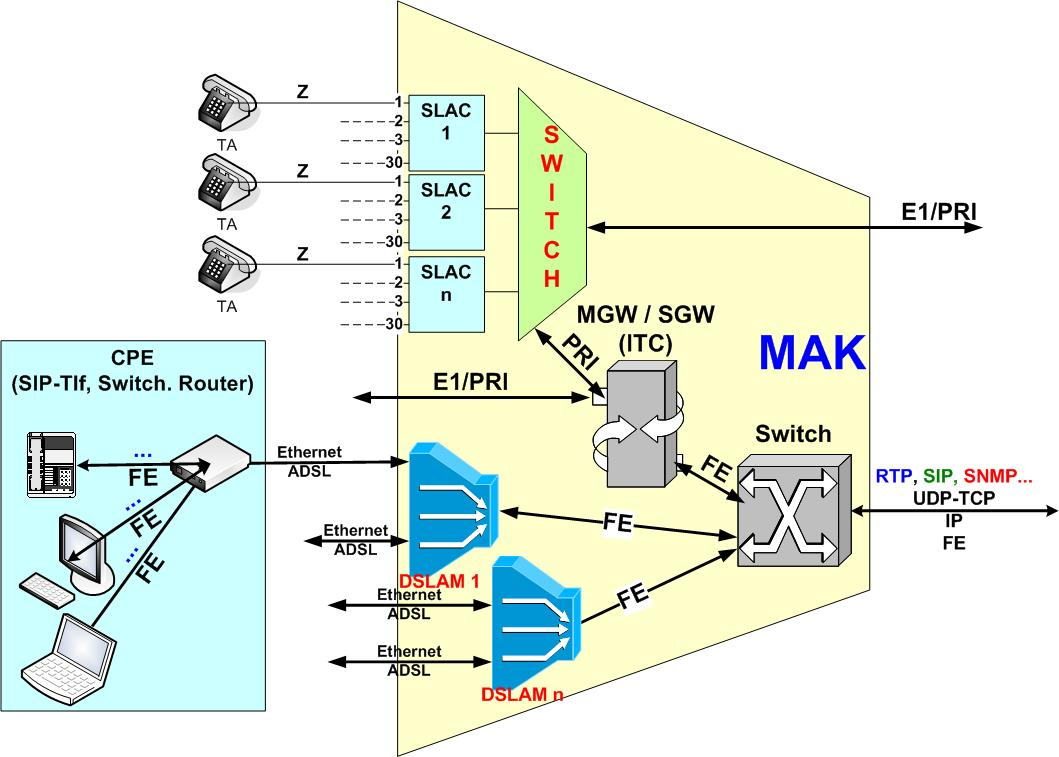 Z
TA
1
2
3
30
SLAC
1
Z
TA
1
2
3
30
SLAC
2
Z
TA
1
2
3
30
SLAC
n
S
W
I
T
C
H
E1/PRI
MGW / SGW
(ITC)
PRI
E1/PRI
MAK
CPE
(SIP-Tlf, Switch. Router)
...
FE
...
FE
...
FE
Ethernet
ADSL
Ethernet
ADSL
DSLAM 1
Ethernet
ADSL
Ethernet
ADSL
DSLAM n
FE
FE
FE
Switch
RTP, SIP, SNMP...
UDP-TCP
IP
FE